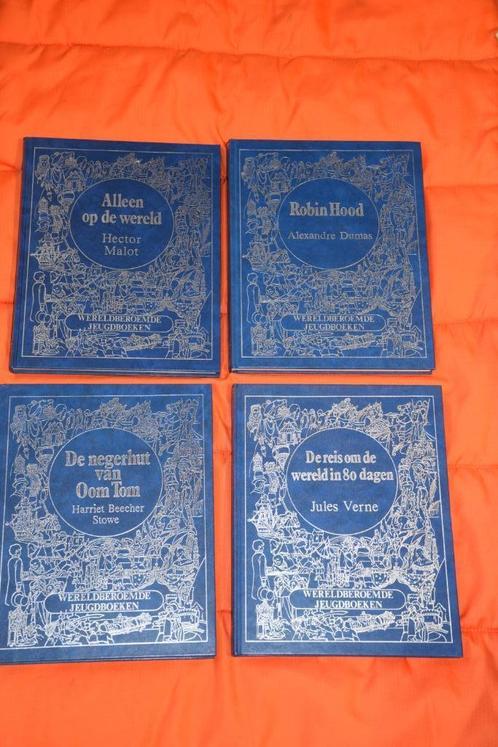 Alleen
op de wereld
Hector
Malot
WERELDBEROEMDE
JEUGDBOEKEN
Robin Hood
Alexandre Dumas
WERELDBEROEMDE
JEUGDBOEKEN
De negerhut
van
Oom Tom
Harriet Beecher
Stowe
WERELDBEROEMDE
JEUGDBOEKEN
De reis om de
wereld in 80 dagen
Jules Verne
WERELDBEROEMDE
JEUGDBOEKEN